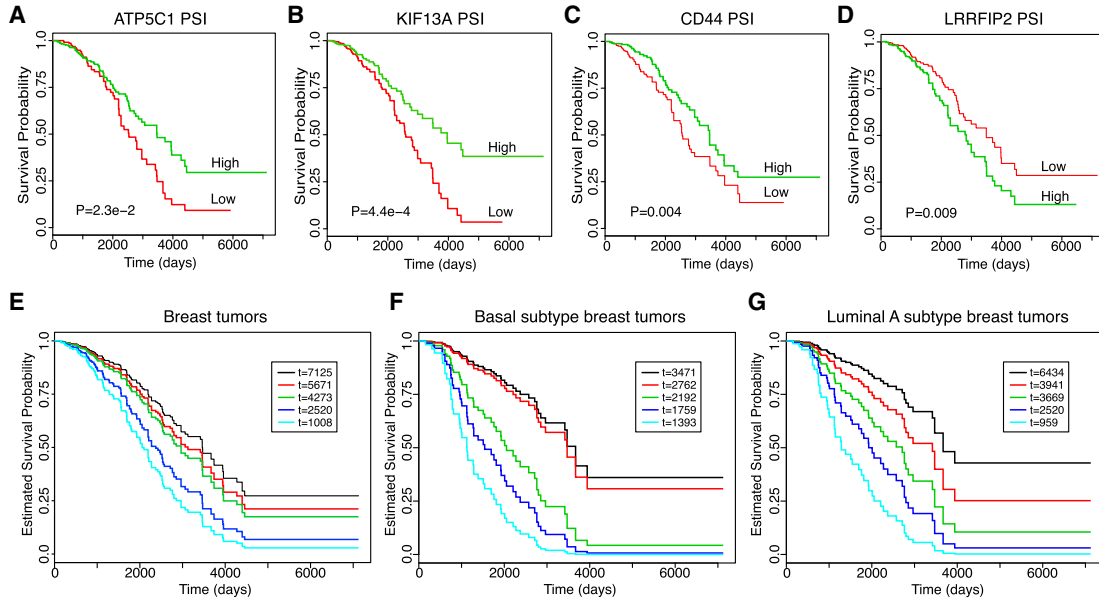 A
ATP5C1 PSI
Survival Probability
1.0
0.75
0.50
0.25
0.0
High
Low
P=2.3e−2
0 2000 4000 6000
Time (days)
B
KIF13A PSI
Survival Probability
1.0
0.75
0.50
0.25
0.0
High
Low
P=4.4e−4
0 2000 4000 6000
Time (days)
C
CD44 PSI
Survival Probability
1.0
0.75
0.50
0.25
0.0
High
Low
P=0.004
0 2000 4000 6000
Time (days)
D
LRRFIP2 PSI
Survival Probability
1.0
0.75
0.50
0.25
0.0
Low
High
P=0.009
0 2000 4000 6000
Time (days)
E
Breast tumors
Estimated Survival Probability
1.0
0.75
0.50
0.25
0.0
t=7125
t=5671
t=4273
t=2520
t=1008
0 2000 4000 6000
Time (days)
F
Basal subtype breast tumors
Estimated Survival Probability
1.0
0.75
0.50
0.25
0.0
t=3471
t=2762
t=2192
t=1759
t=1393
0 2000 4000 6000
Time (days)
G
Luminal A subtype breast tumors
Estimated Survival Probability
1.0
0.75
0.50
0.25
0.0
t=6434
t=3941
t=3669
t=2520
t=959
0 2000 4000 6000
Time (days)